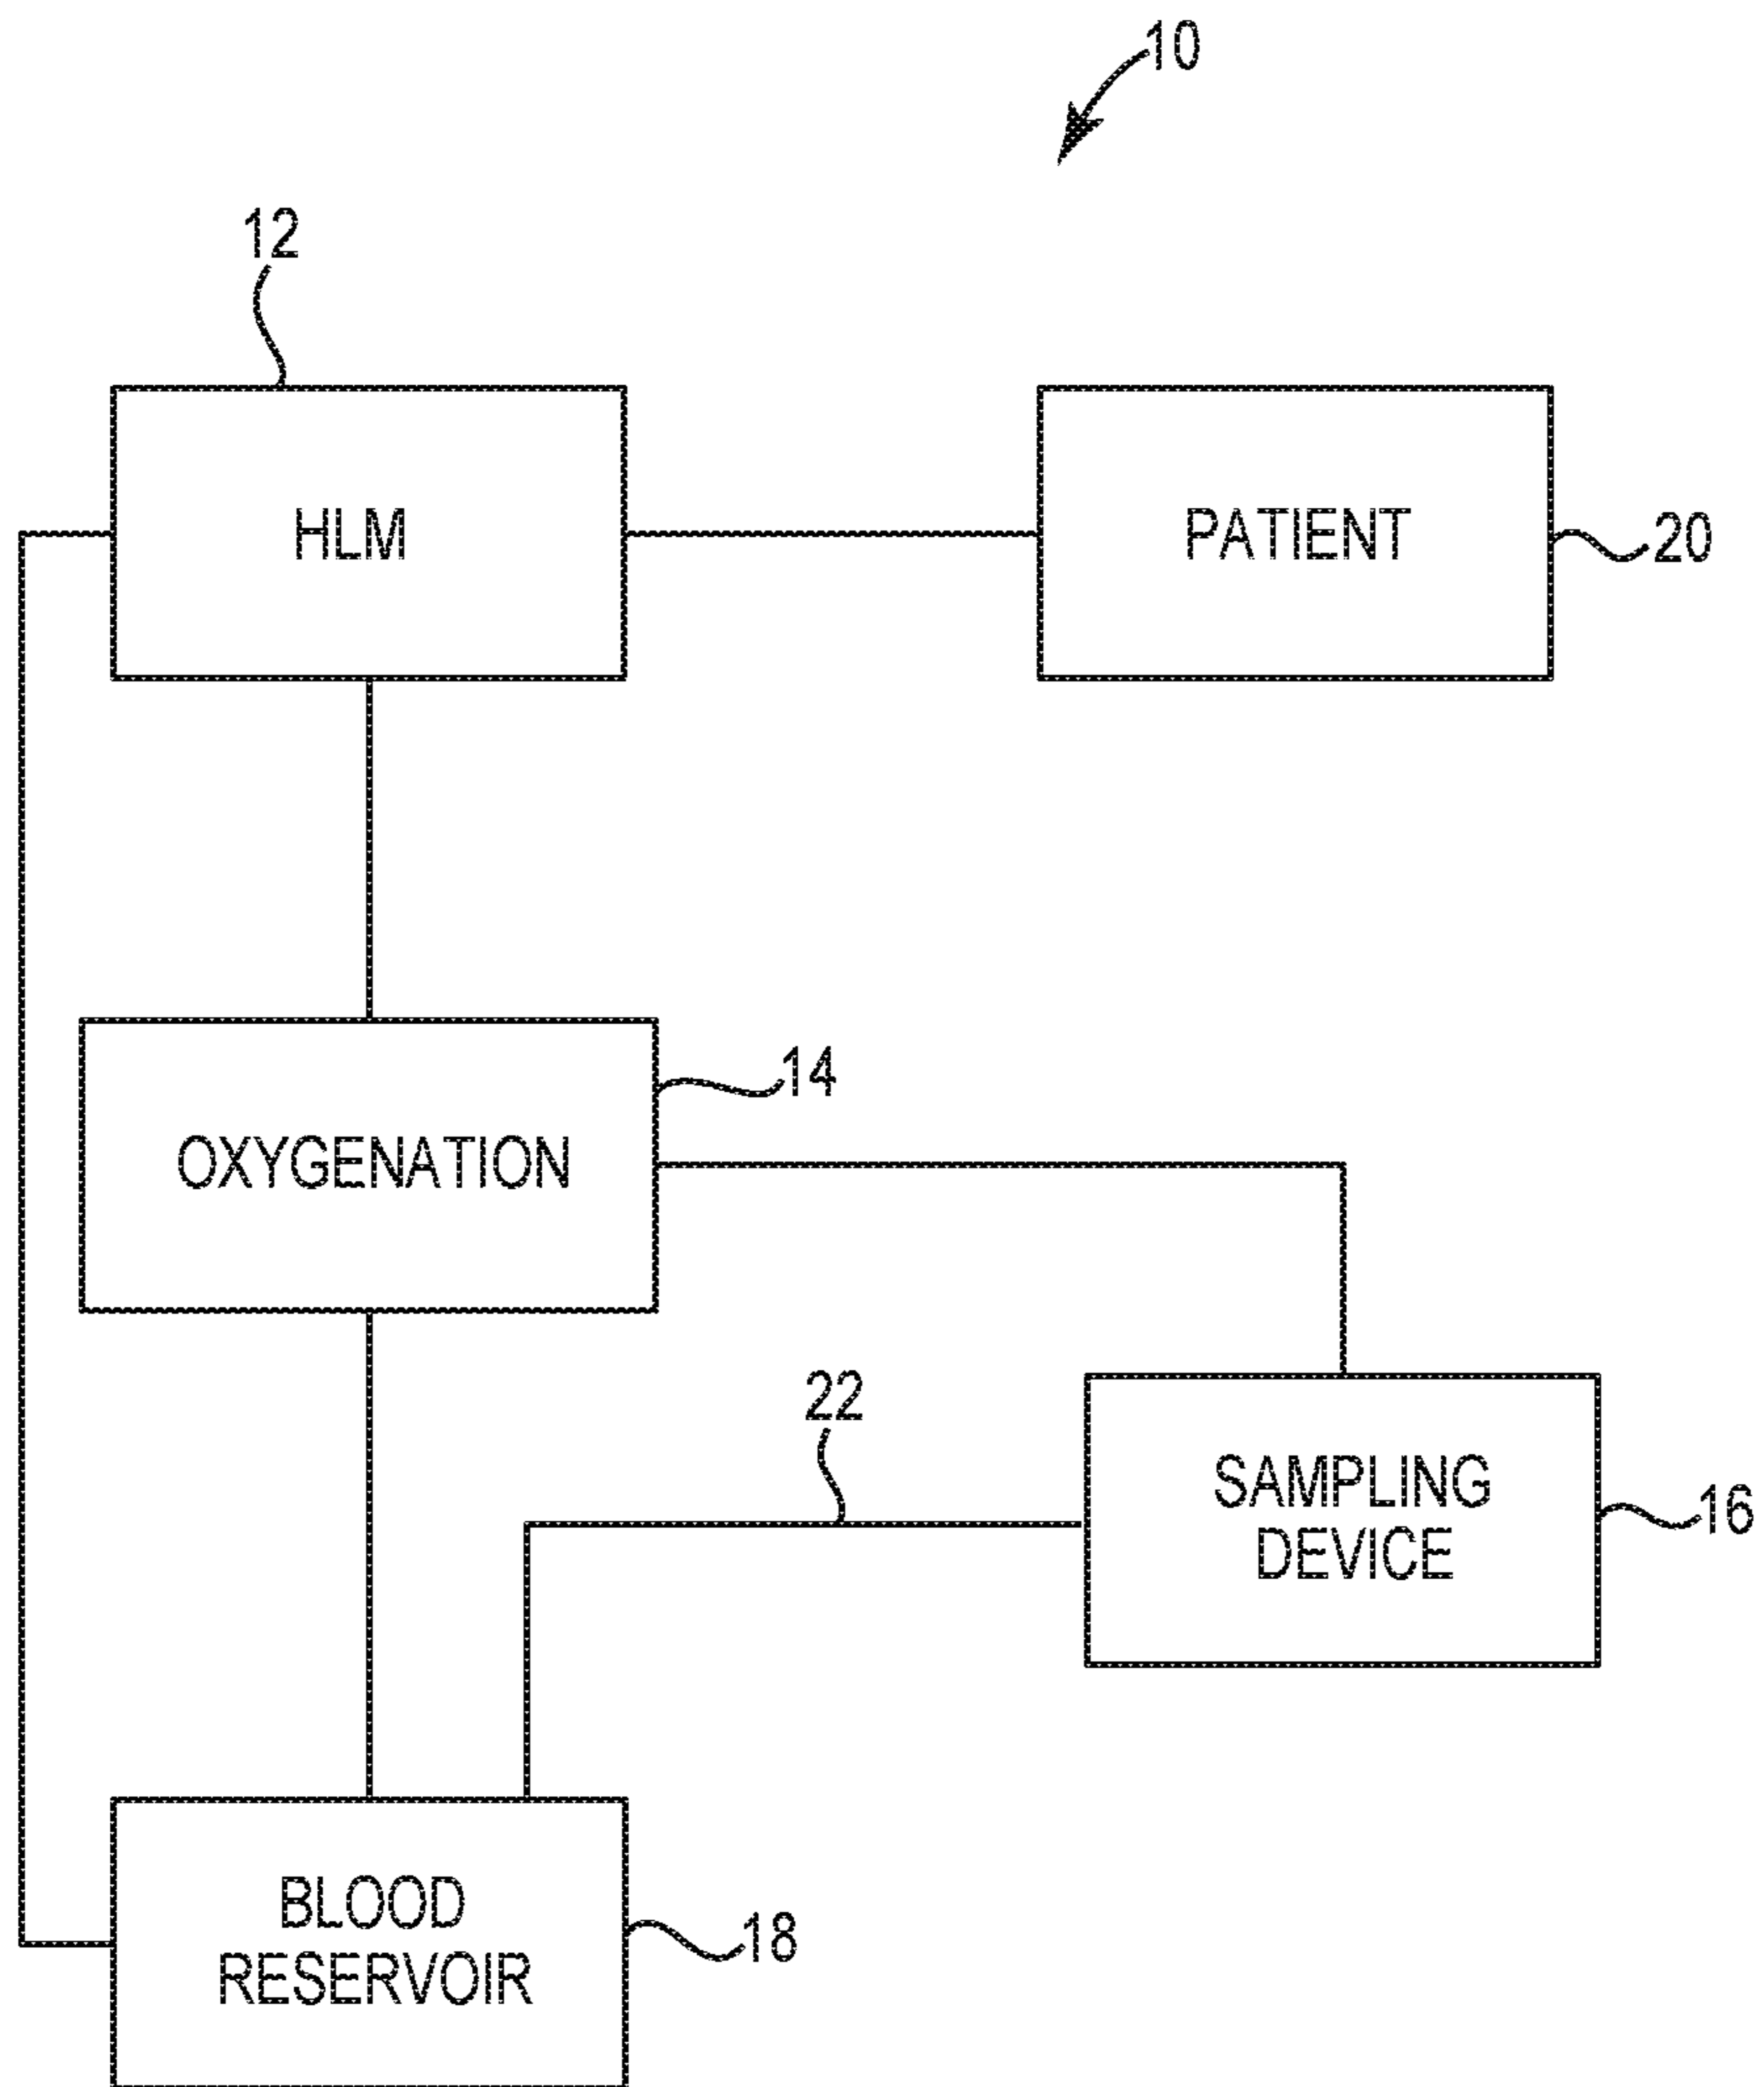 10
12
HLM
PATIENT
20
14
OXYGENATION
22
SAMPLING
DEVICE
16
BLOOD
RESERVOIR
18